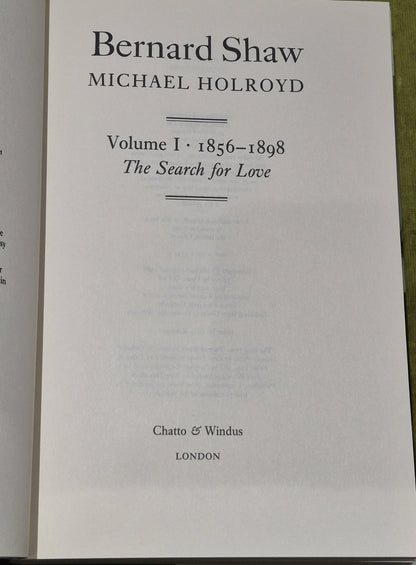 Bernard Shaw
MICHAEL HOLROYD
Volume I · 1856–1898
The Search for Love
Chatto & Windus
LONDON